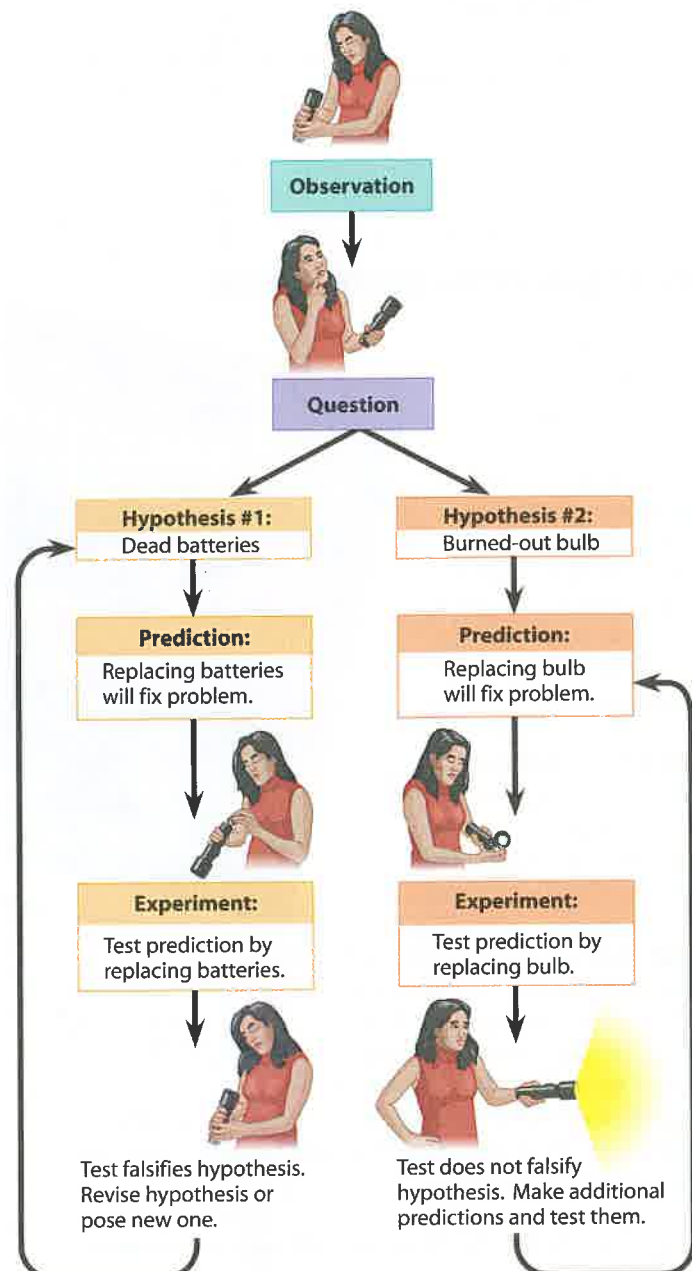 Observation
Question
Hypothesis #1:
Dead batteries
Prediction:
Replacing batteries
will fix problem.
Experiment:
Test prediction by
replacing batteries.
Test falsifies hypothesis.
Revise hypothesis or
pose new one.
Hypothesis #2:
Burned-out bulb
Prediction:
Replacing bulb
will fix problem.
Experiment:
Test prediction by
replacing bulb.
Test does not falsify
hypothesis. Make additional
predictions and test them.